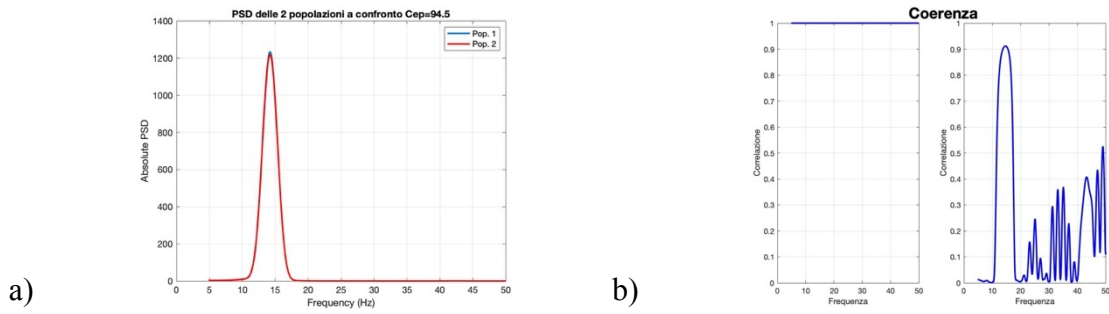 PSD delle 2 popolazioni a confronto Cep=94.5
1400
1200
1000
800
600
400
200
0
Absolute PSD
Pop. 1
Pop. 2
0 5 10 15 20 25 30 35 40 45 50
Frequency (Hz)
a)
Coerenza
1
0.9
0.8
0.7
0.6
0.5
0.4
0.3
0.2
0.1
0
Correlazione
0 10 20 30 40 50
Frequenza
1
0.9
0.8
0.7
0.6
0.5
0.4
0.3
0.2
0.1
0
Correlazione
0 10 20 30 40 50
Frequenza
b)